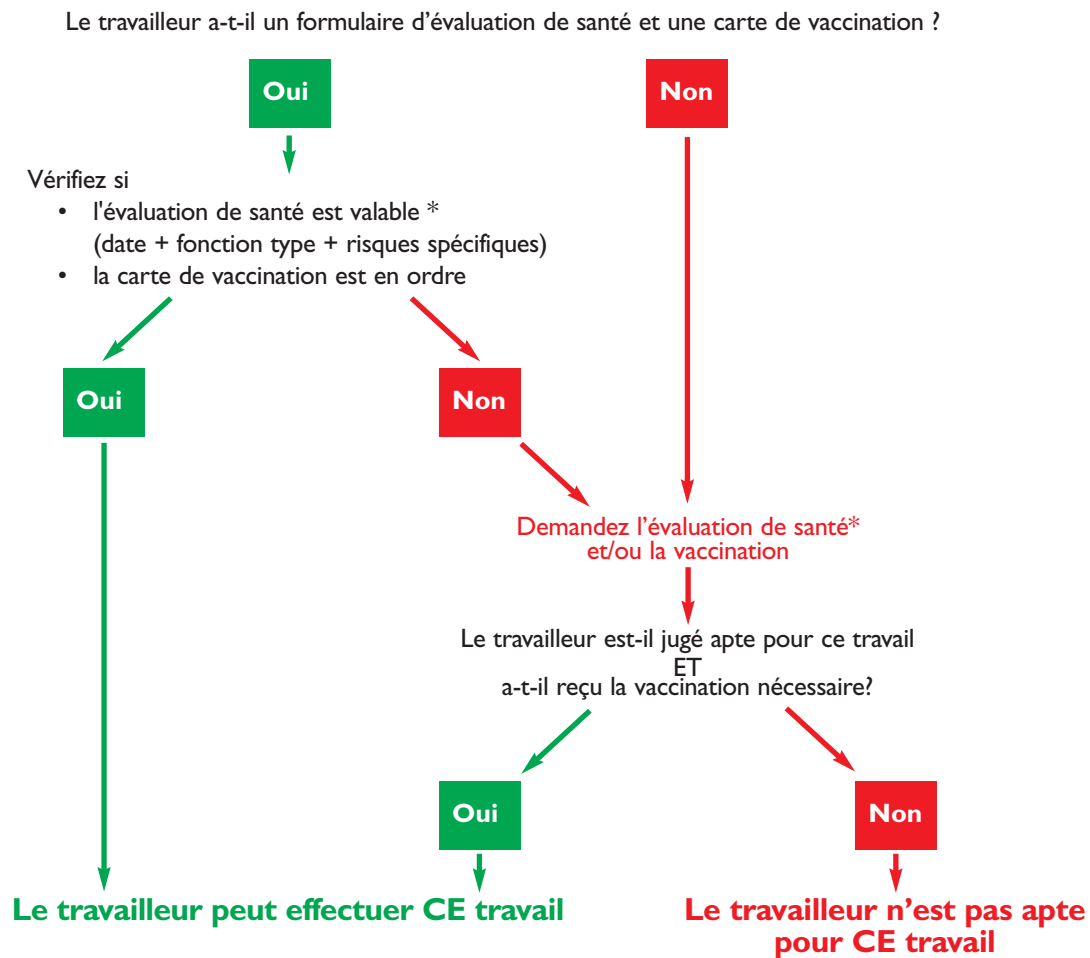 Le travailleur a-t-il un formulaire d’évaluation de santé et une carte de vaccination ?
Oui
Non
Vérifiez si
• l'évaluation de santé est valable *
(date + fonction type + risques spécifiques)
• la carte de vaccination est en ordre
Oui
Non
Demandez l’évaluation de santé*
et/ou la vaccination
Le travailleur est-il jugé apte pour ce travail
ET
a-t-il reçu la vaccination nécessaire?
Oui
Non
Le travailleur peut effectuer CE travail
Le travailleur n’est pas apte
pour CE travail